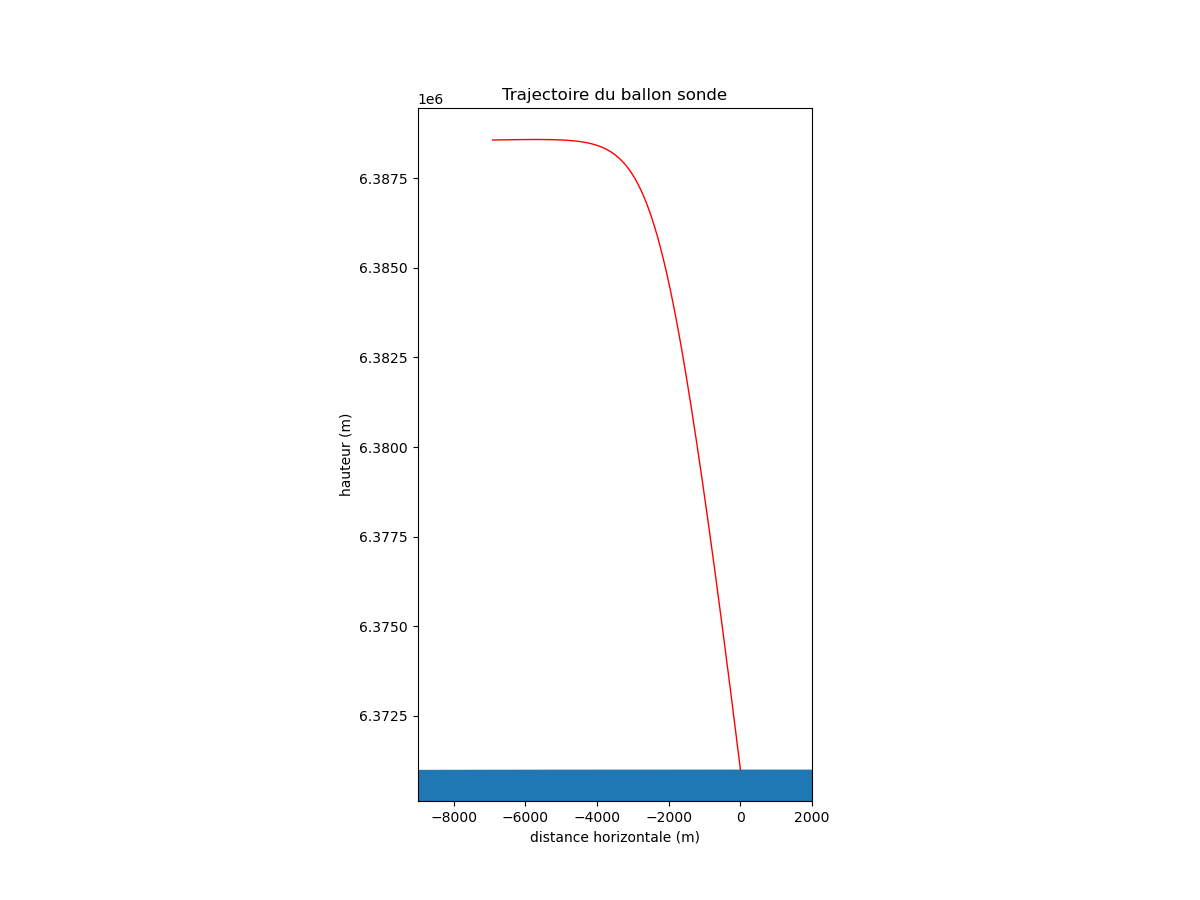 Trajectoire du ballon sonde
1e6
6.3875
6.3850
6.3825
6.3800
6.3775
6.3750
6.3725
hauteur (m)
−8000 −6000 −4000 −2000 0 2000
distance horizontale (m)